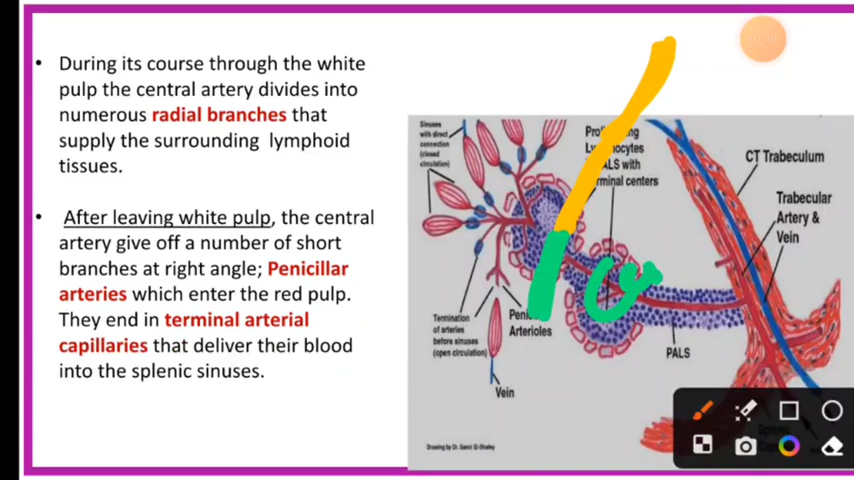 • During its course through the white
pulp the central artery divides into
numerous radial branches that
supply the surrounding lymphoid
tissues.
• After leaving white pulp, the central
artery give off a number of short
branches at right angle; Penicillar
arteries which enter the red pulp.
They end in terminal arterial
capillaries that deliver their blood
into the splenic sinuses.
Sinuses
with direct
connection
(closed
circulation)
CT Trabeculum
Trabecular
Artery &
Vein
with
centers
Termination
of arteries
before sinuses
(open circulation)
Arterioles
PALS
Vein
Drawing by Dr.